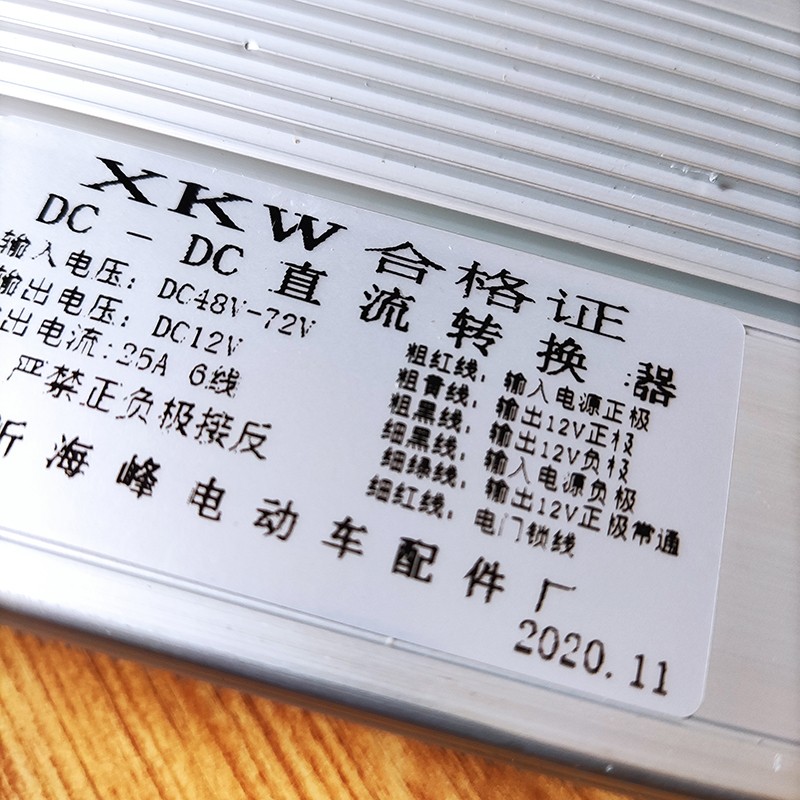 XKW 合格证
DC - DC 直流转换器
输入电压: DC48V-72V
输出电压: DC12V
出电流:25A 6线
严禁正负极接反
粗红线: 输入电源正极
粗黄线: 输出12V正极
粗黑线: 输出12V负极
细黑线: 输入电源负极
细绿线: 输出12V正极常通
细红线: 电门锁线
海峰电动车配件厂
2020.11